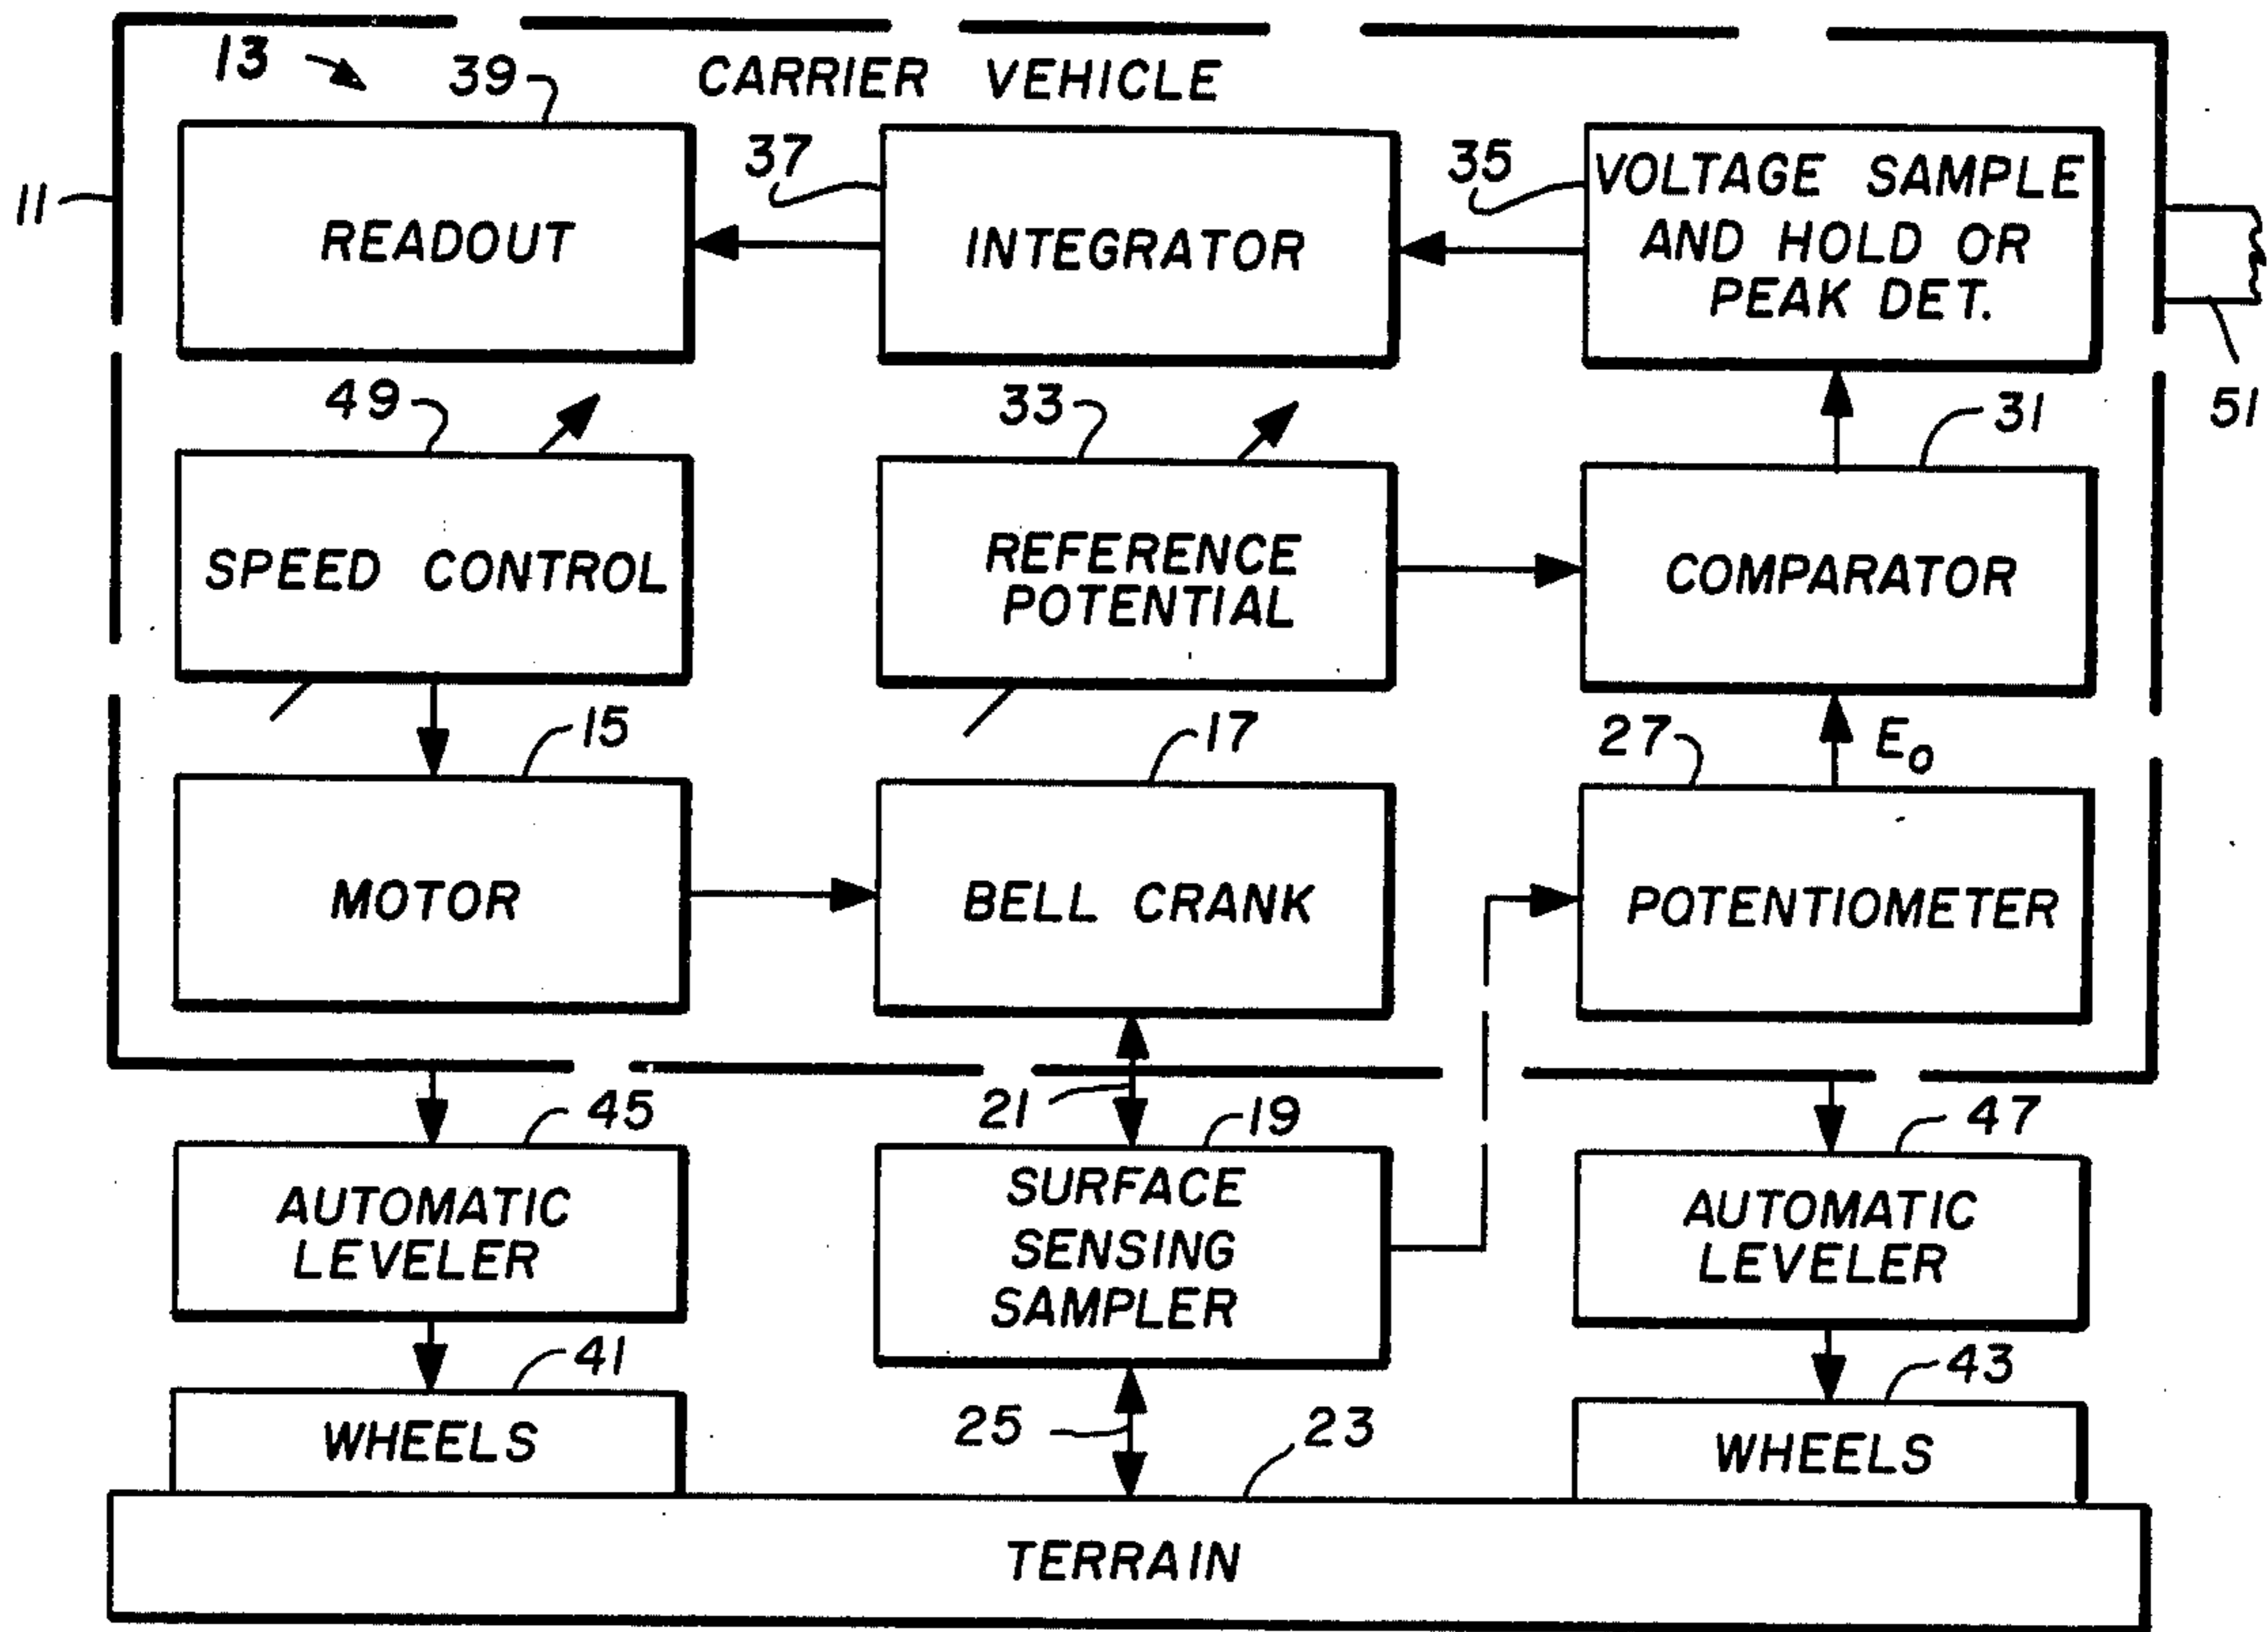 13
39
CARRIER VEHICLE
11
READOUT
37
INTEGRATOR
35
VOLTAGE SAMPLE
AND HOLD OR
PEAK DET.
51
49
SPEED CONTROL
33
REFERENCE
POTENTIAL
31
COMPARATOR
15
MOTOR
17
BELL CRANK
27
E₀
POTENTIOMETER
45
AUTOMATIC
LEVELER
21
19
SURFACE
SENSING
SAMPLER
47
AUTOMATIC
LEVELER
41
WHEELS
25
23
43
WHEELS
TERRAIN